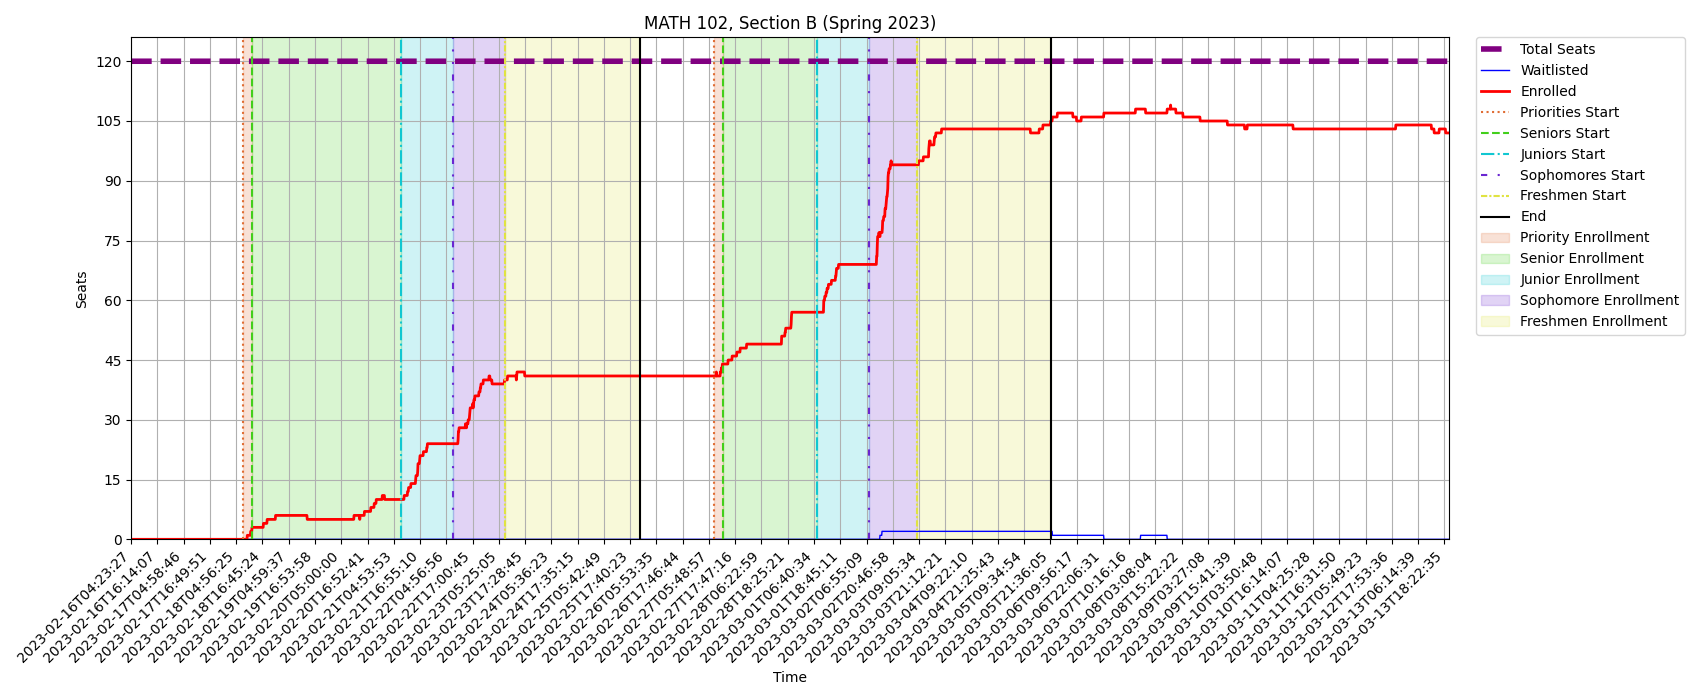 MATH 102, Section B (Spring 2023)
Seats
120
105
90
75
60
45
30
15
0
2023-02-16T04:23:27
2023-02-16T16:14:07
2023-02-17T04:58:46
2023-02-17T16:49:51
2023-02-18T04:56:25
2023-02-18T16:45:24
2023-02-19T04:59:37
2023-02-19T16:53:58
2023-02-20T05:00:00
2023-02-20T16:52:41
2023-02-21T04:53:53
2023-02-21T16:55:10
2023-02-22T04:56:56
2023-02-22T17:00:45
2023-02-23T05:25:05
2023-02-23T17:28:45
2023-02-24T05:36:23
2023-02-24T17:35:15
2023-02-25T05:42:49
2023-02-25T17:40:23
2023-02-26T05:53:35
2023-02-26T17:46:44
2023-02-27T05:48:57
2023-02-27T17:47:10
2023-02-28T06:22:59
2023-02-28T18:25:21
2023-03-01T06:40:34
2023-03-01T18:45:11
2023-03-02T06:55:09
2023-03-02T20:46:58
2023-03-03T09:05:34
2023-03-03T21:12:21
2023-03-04T09:22:10
2023-03-04T21:25:43
2023-03-05T09:34:54
2023-03-05T21:36:05
2023-03-06T09:56:17
2023-03-06T22:06:31
2023-03-07T10:16:16
2023-03-08T03:08:04
2023-03-08T15:22:22
2023-03-09T03:27:08
2023-03-09T15:41:39
2023-03-10T03:50:48
2023-03-10T16:14:07
2023-03-11T04:25:28
2023-03-11T16:31:50
2023-03-12T05:49:23
2023-03-12T17:53:36
2023-03-13T06:14:39
2023-03-13T18:22:35
Time
Total Seats
Waitlisted
Enrolled
Priorities Start
Seniors Start
Juniors Start
Sophomores Start
Freshmen Start
End
Priority Enrollment
Senior Enrollment
Junior Enrollment
Sophomore Enrollment
Freshmen Enrollment